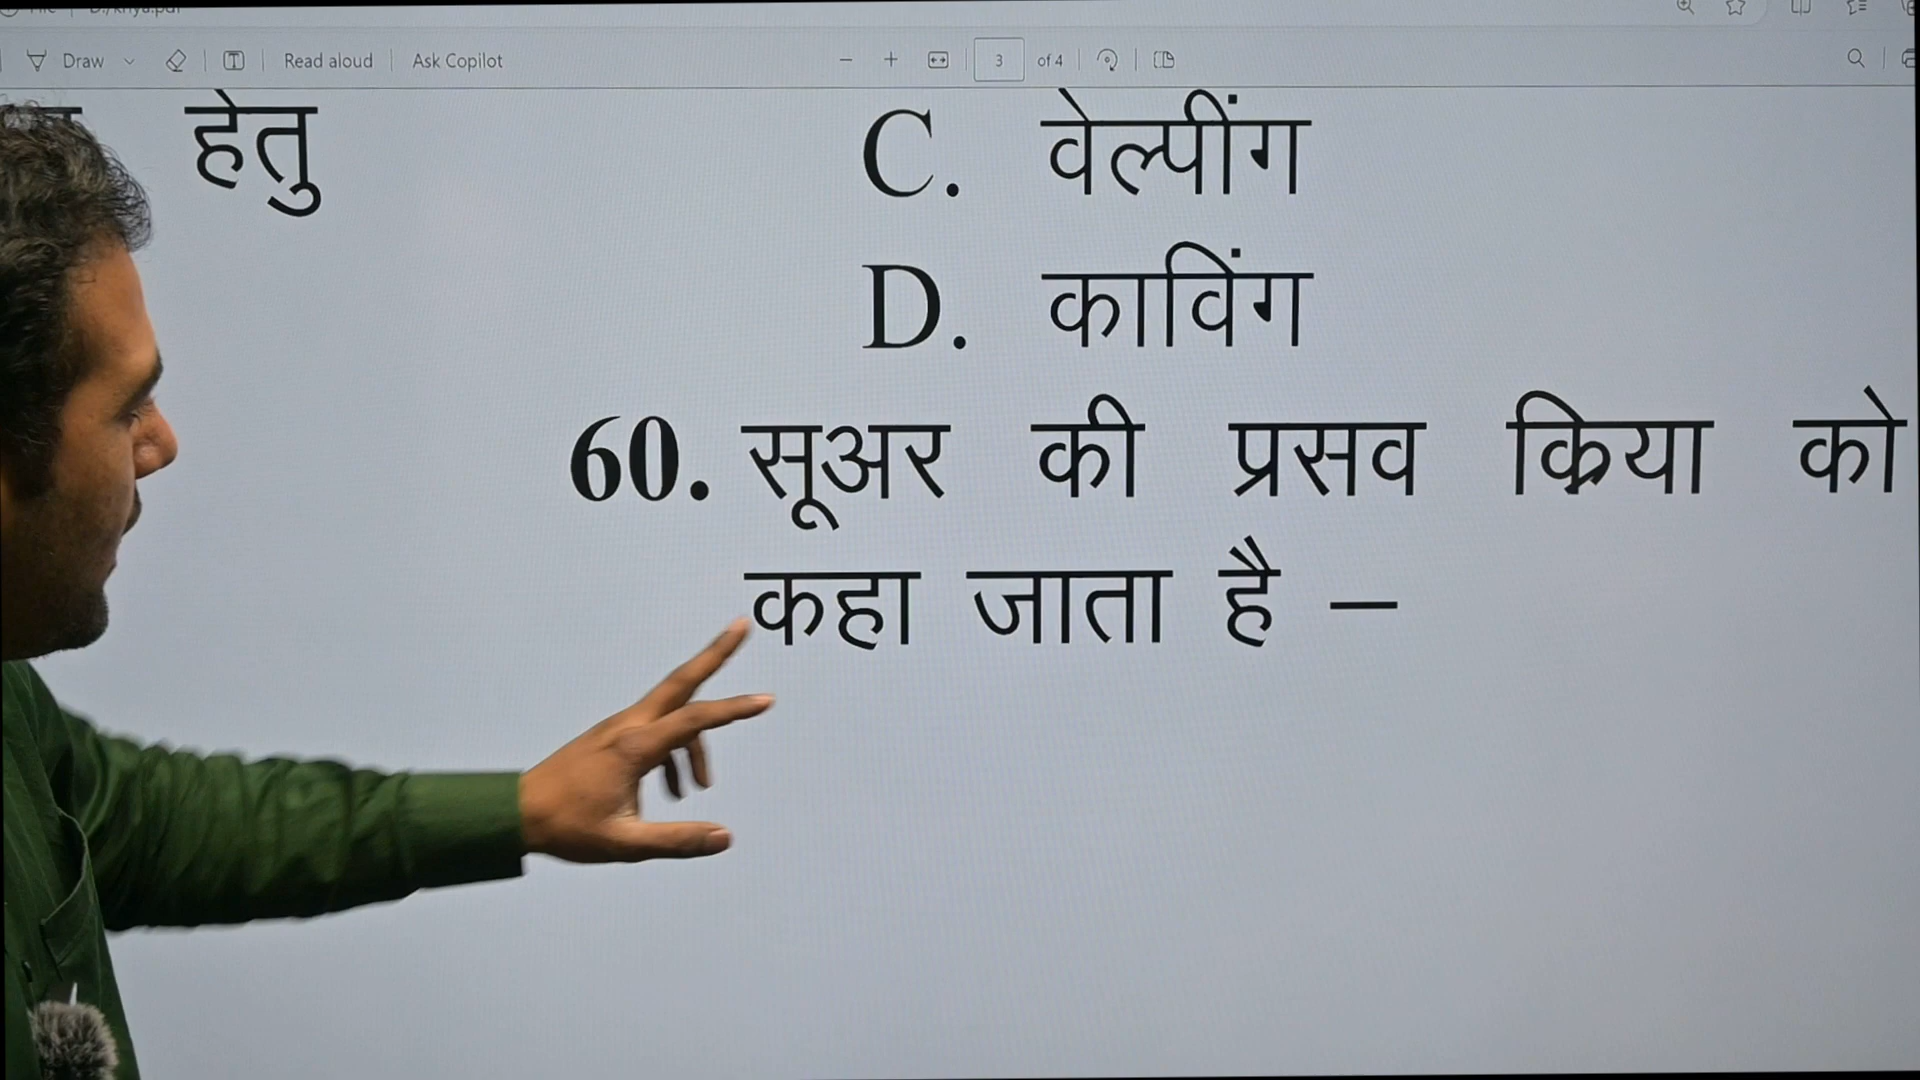 Draw
Read aloud
Ask Copilot
3
of 4
हेतु
C. वेल्पींग
D. काविंग
60. सूअर की प्रसव क्रिया को
कहा जाता है –